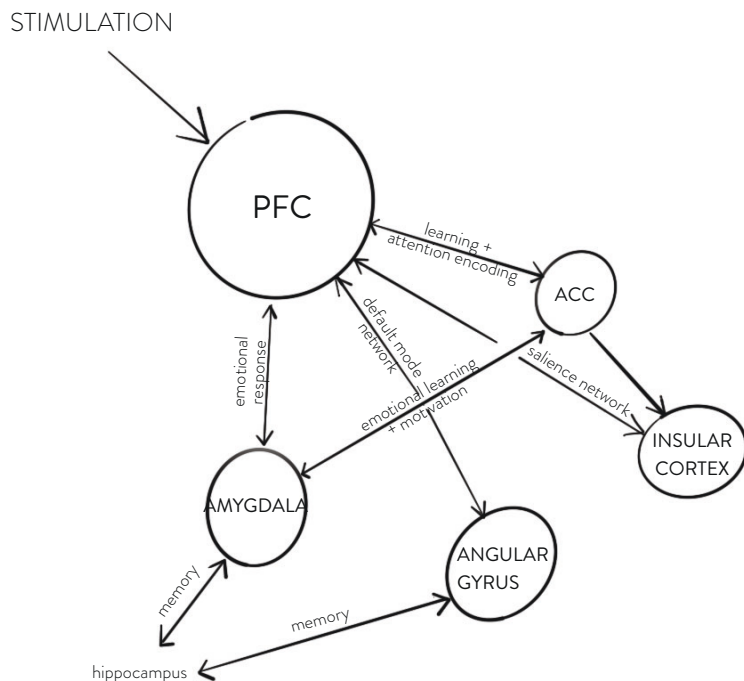 STIMULATION
PFC
learning +
attention encoding
ACC
emotional
response
default mode
network
salience network
emotional learning
+ motivation
INSULAR
CORTEX
AMYGDALA
ANGULAR
GYRUS
memory
memory
hippocampus